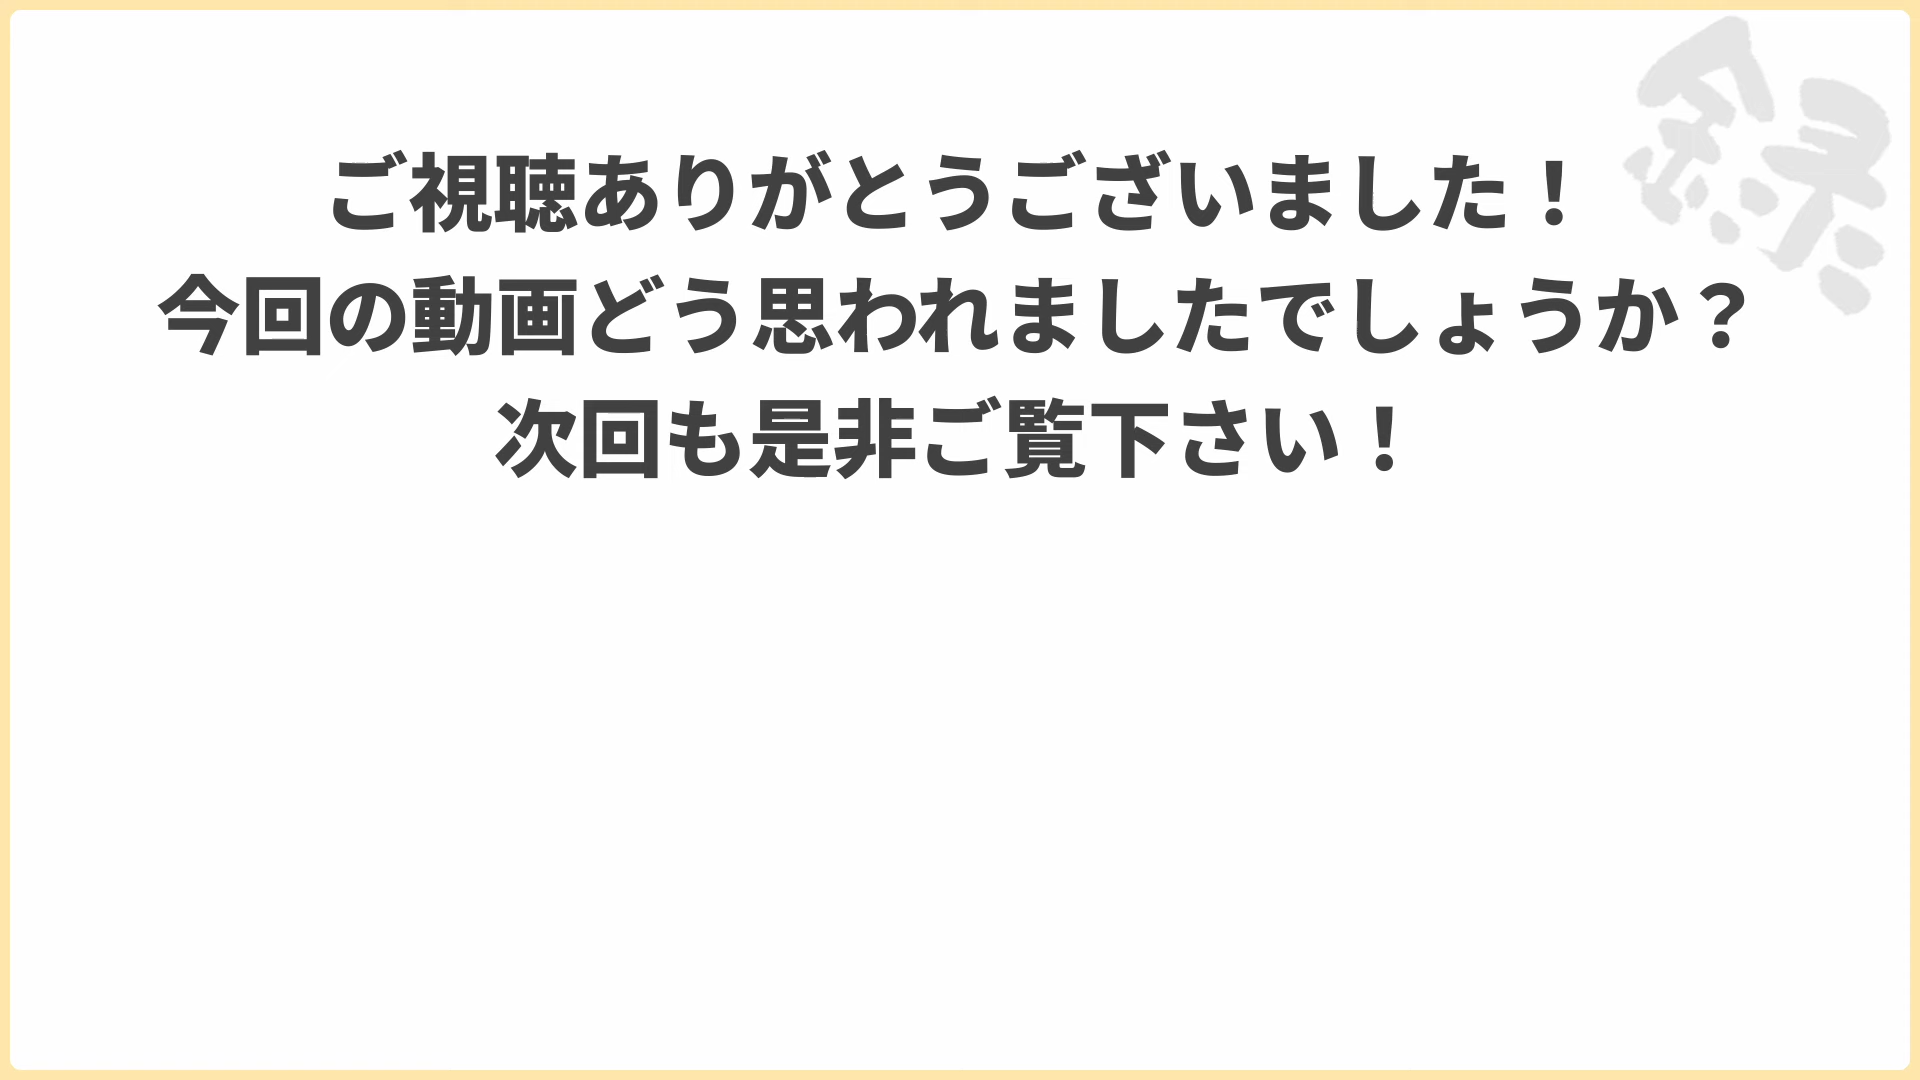 録
ご視聴ありがとうございました！
今回の動画どう思われましたでしょうか？
次回も是非ご覧下さい！